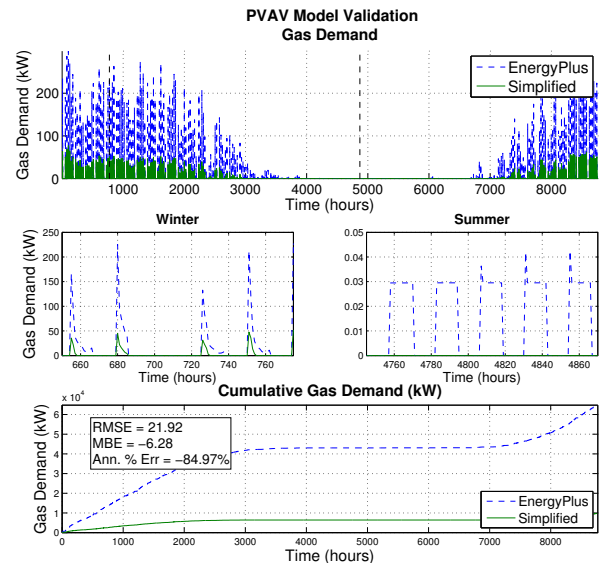 PVAV Model Validation
Gas Demand
Gas Demand (kW)
200
100
0
EnergyPlus
Simplified
1000 2000 3000 4000 5000 6000 7000 8000
Time (hours)
Winter
Gas Demand (kW)
250
200
150
100
50
0
660 680 700 720 740 760
Time (hours)
Summer
0.05
0.04
0.03
0.02
0.01
0
4760 4780 4800 4820 4840 4860
Time (hours)
Cumulative Gas Demand (kW)
x 10^4
Gas Demand (kW)
6
5
4
3
2
1
0
RMSE = 21.92
MBE = −6.28
Ann. % Err = −84.97%
EnergyPlus
Simplified
0 1000 2000 3000 4000 5000 6000 7000 8000
Time (hours)